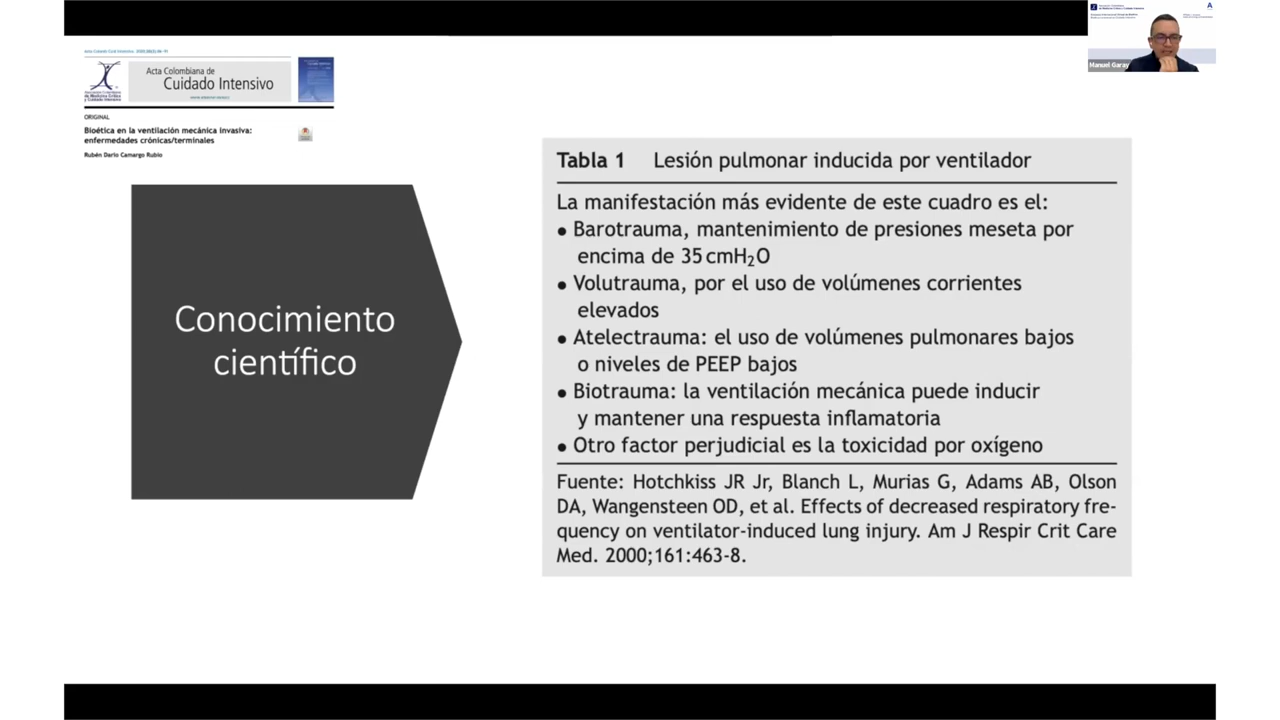 Acta Colombiana de
Cuidado Intensivo
ORIGINAL
Bioética en la ventilación mecánica invasiva:
enfermedades crónicas/terminales
Rubén Darío Camargo Rubio
Conocimiento
científico
Tabla 1 Lesión pulmonar inducida por ventilador
La manifestación más evidente de este cuadro es el:
● Barotrauma, mantenimiento de presiones meseta por
encima de 35 cmH₂O
● Volutrauma, por el uso de volúmenes corrientes
elevados
● Atelectrauma: el uso de volúmenes pulmonares bajos
o niveles de PEEP bajos
● Biotrauma: la ventilación mecánica puede inducir
y mantener una respuesta inflamatoria
● Otro factor perjudicial es la toxicidad por oxígeno
Fuente: Hotchkiss JR Jr, Blanch L, Murias G, Adams AB, Olson
DA, Wangensteen OD, et al. Effects of decreased respiratory fre-
quency on ventilator-induced lung injury. Am J Respir Crit Care
Med. 2000;161:463-8.
Manuel Garay